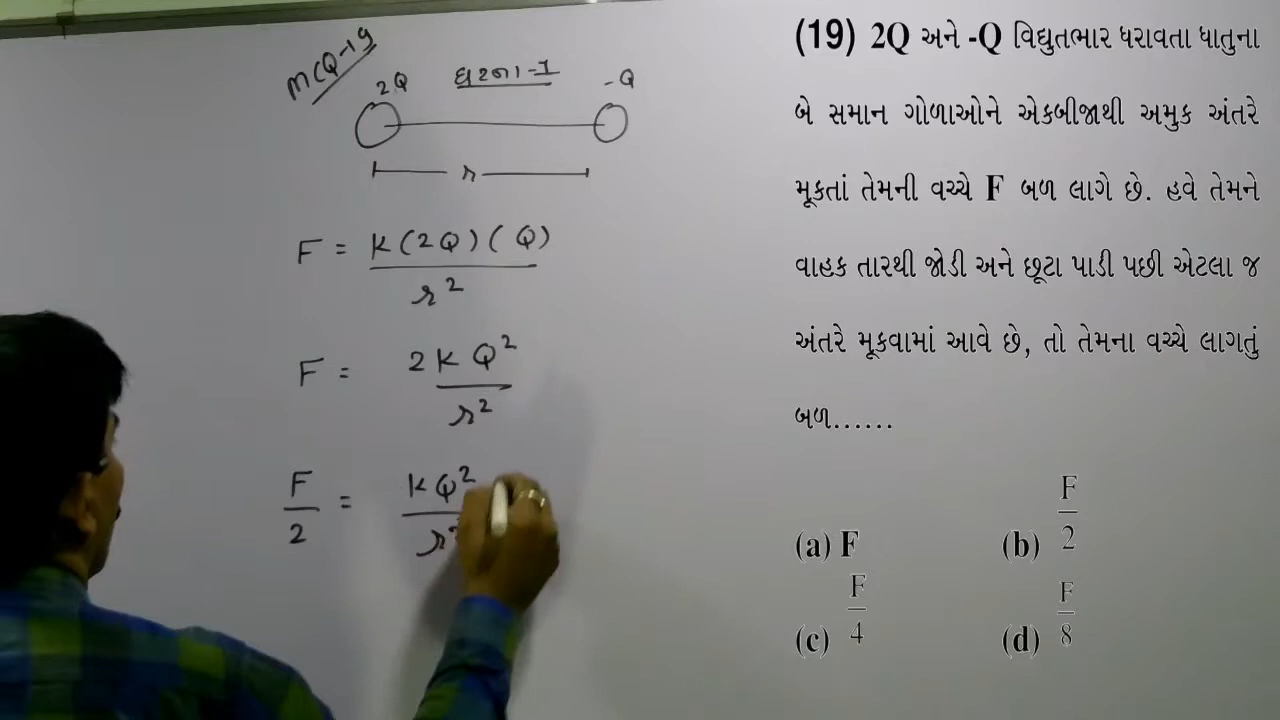 MCQ-19
2Q ઘટના-1 -Q
r
F = K(2Q)(Q)
r²
F = 2KQ²
r²
F/2 = KQ²
r²
(19) 2Q અને -Q વિદ્યુતભાર ધરાવતા ધાતુના
બે સમાન ગોળાઓને એકબીજાથી અમુક અંતરે
મૂકતાં તેમની વચ્ચે F બળ લાગે છે. હવે તેમને
વાહક તારથી જોડી અને છૂટા પાડી પછી એટલા જ
અંતરે મૂકવામાં આવે છે, તો તેમના વચ્ચે લાગતું
બળ......
(a) F (b) F/2
(c) F/4 (d) F/8